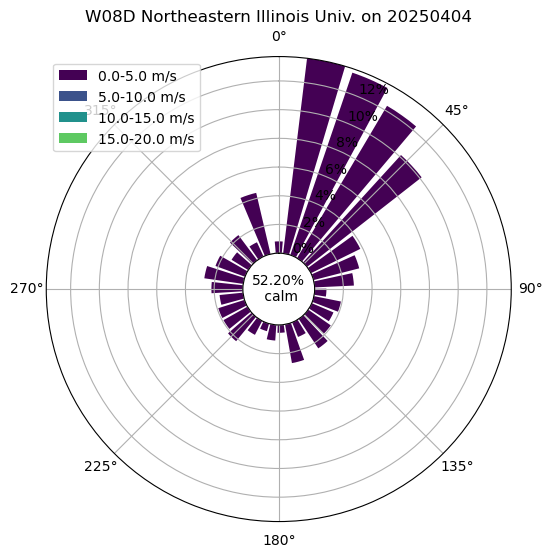 W08D Northeastern Illinois Univ. on 20250404
0°
0.0-5.0 m/s
5.0-10.0 m/s
10.0-15.0 m/s
15.0-20.0 m/s
315°
45°
12%
10%
8%
6%
4%
2%
0%
52.20%
calm
270°
90°
225°
135°
180°